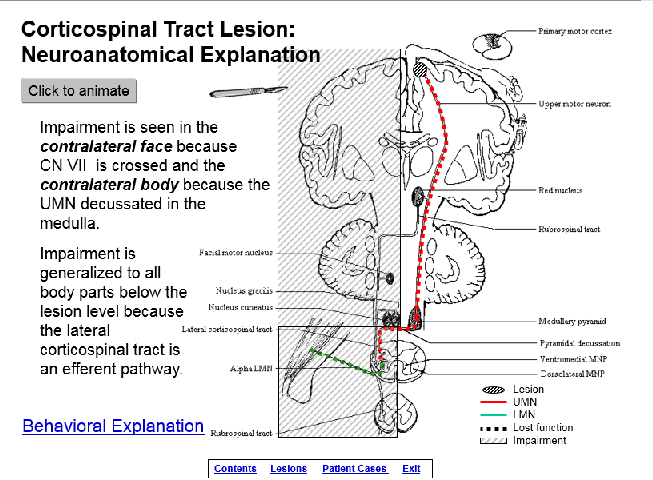 Corticospinal Tract Lesion:
Neuroanatomical Explanation
Click to animate
Impairment is seen in the
contralateral face because
CN VII is crossed and the
contralateral body because the
UMN decussated in the
medulla.
Impairment is
generalized to all
body parts below the
lesion level because
the lateral
corticospinal tract is
an efferent pathway.
Behavioral Explanation
Primary motor cortex
Upper motor neuron
Red nucleus
Rubrospinal tract
Facial motor nucleus
Nucleus gracilis
Nucleus cuneatus
Lateral corticospinal tract
Alpha LMN
Rubrospinal tract
Medullary pyramid
Pyramidal decussation
Ventromedial MNP
Dorsolateral MNP
Lesion
UMN
LMN
Lost function
Impairment
Contents Lesions Patient Cases Exit